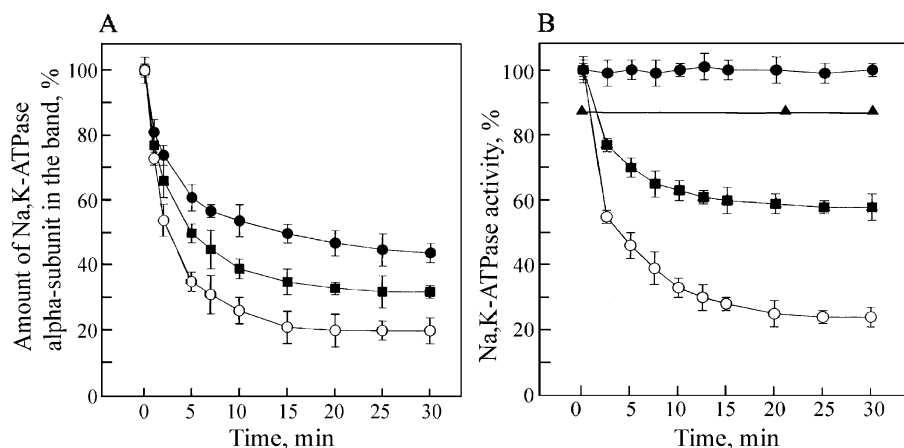 A
Amount of Na,K-ATPase
alpha-subunit in the band, %
100
80
60
40
20
0
0 5 10 15 20 25 30
Time, min
B
Na,K-ATPase activity, %
100
80
60
40
20
0
0 5 10 15 20 25 30
Time, min